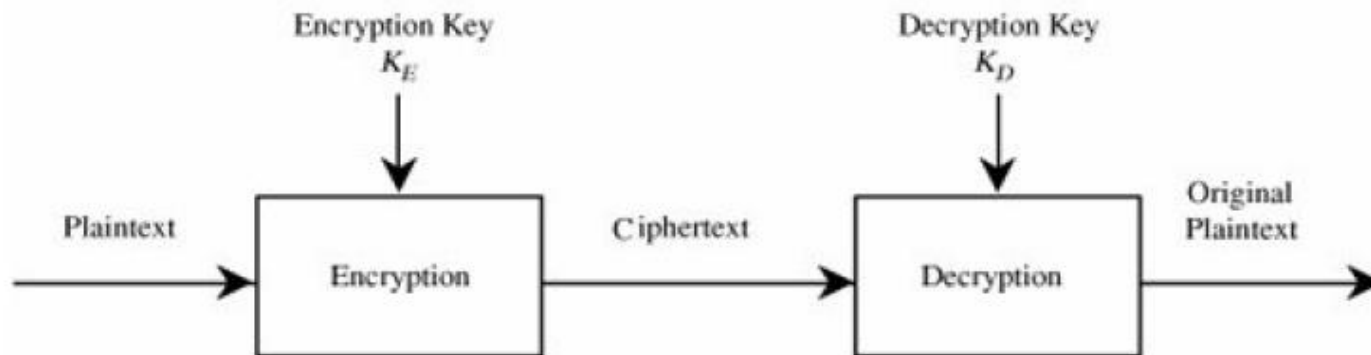 Encryption Key
K_E
Decryption Key
K_D
Plaintext
Encryption
Ciphertext
Decryption
Original
Plaintext